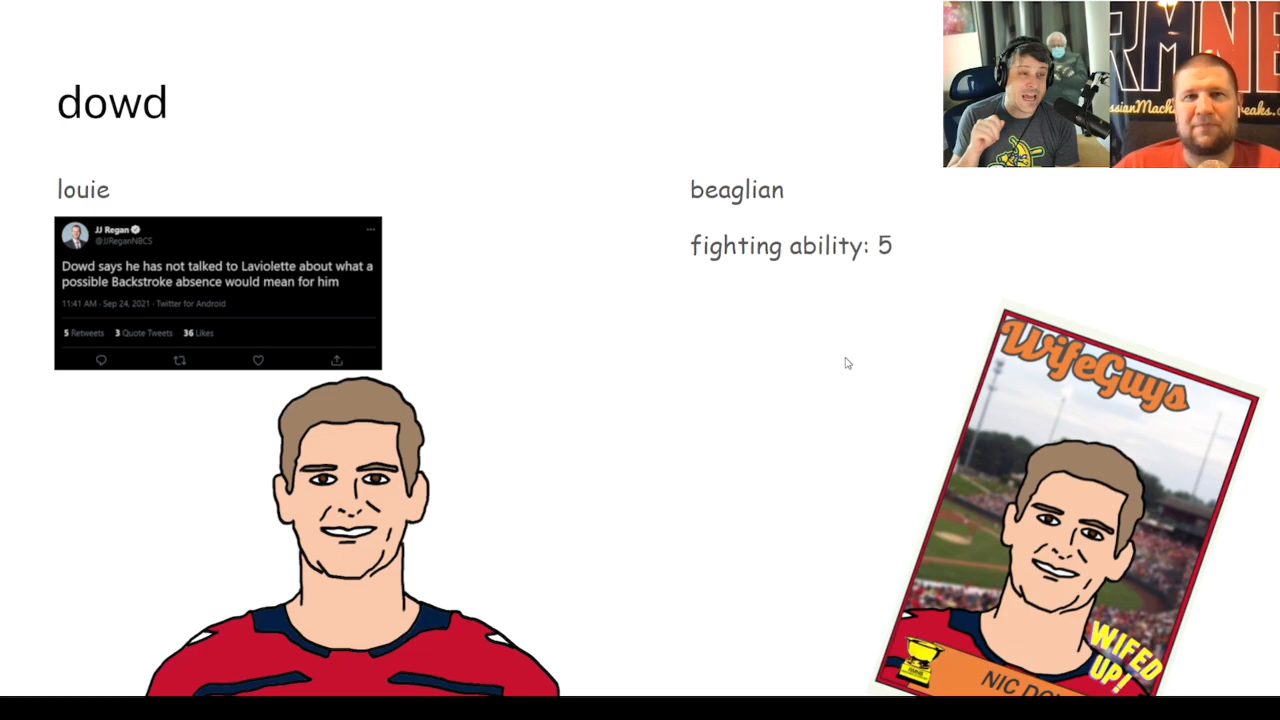 dowd
louie
JJ Regan
@JJReganNBCS
Dowd says he has not talked to Laviolette about what a
possible Backstroke absence would mean for him
11:41 AM · Sep 24, 2021 · Twitter for Android
5 Retweets 3 Quote Tweets 36 Likes
beaglian
fighting ability: 5
WifeGuys
WIFED
UP!
NIC